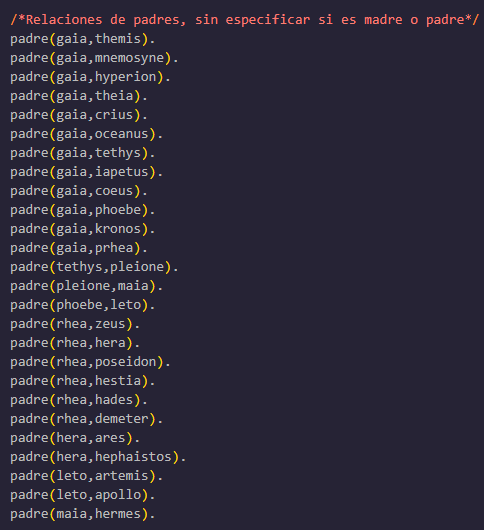 /*Relaciones de padres, sin especificar si es madre o padre*/
padre(gaia,themis).
padre(gaia,mnemosyne).
padre(gaia,hyperion).
padre(gaia,theia).
padre(gaia,crius).
padre(gaia,oceanus).
padre(gaia,tethys).
padre(gaia,iapetus).
padre(gaia,coeus).
padre(gaia,phoebe).
padre(gaia,kronos).
padre(gaia,prhea).
padre(tethys,pleione).
padre(pleione,maia).
padre(phoebe,leto).
padre(rhea,zeus).
padre(rhea,hera).
padre(rhea,poseidon).
padre(rhea,hestia).
padre(rhea,hades).
padre(rhea,demeter).
padre(hera,ares).
padre(hera,hephaistos).
padre(leto,artemis).
padre(leto,apollo).
padre(maia,hermes).